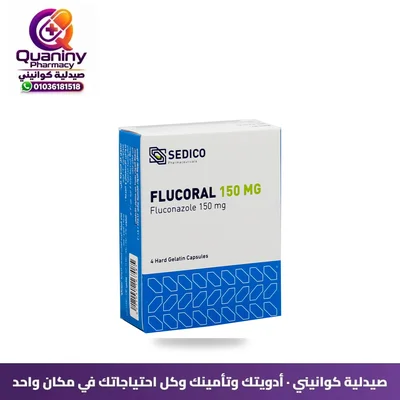 Quaniny
Pharmacy
صيدلية كوانيني
01036181518
SEDICO
Pharmaceuticals
FLUCORAL 150 MG
Fluconazole 150 mg
4 Hard Gelatin Capsules
صيدلية كوانيني - أدويتك وتأمينك وكل احتياجاتك في مكان واحد